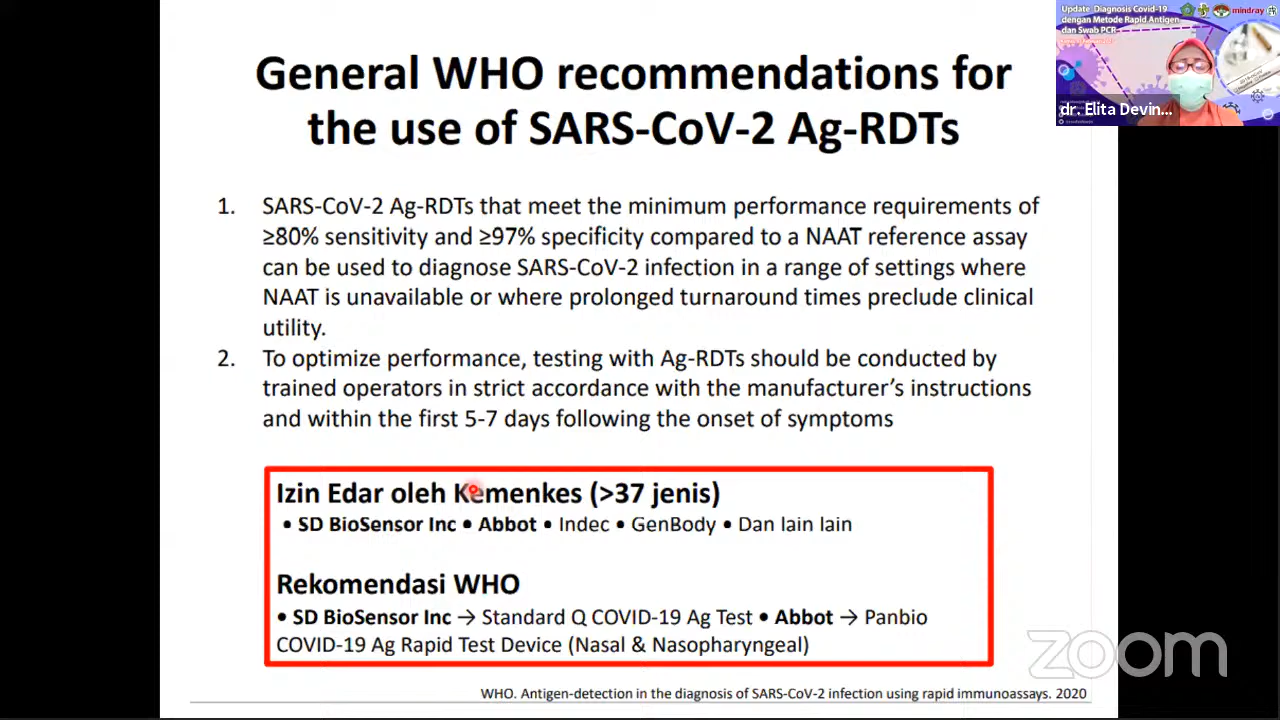 General WHO recommendations for
the use of SARS-CoV-2 Ag-RDTs
1. SARS-CoV-2 Ag-RDTs that meet the minimum performance requirements of
≥80% sensitivity and ≥97% specificity compared to a NAAT reference assay
can be used to diagnose SARS-CoV-2 infection in a range of settings where
NAAT is unavailable or where prolonged turnaround times preclude clinical
utility.
2. To optimize performance, testing with Ag-RDTs should be conducted by
trained operators in strict accordance with the manufacturer’s instructions
and within the first 5-7 days following the onset of symptoms
Izin Edar oleh Kemenkes (>37 jenis)
• SD BioSensor Inc • Abbot • Indec • GenBody • Dan lain lain
Rekomendasi WHO
• SD BioSensor Inc → Standard Q COVID-19 Ag Test • Abbot → Panbio
COVID-19 Ag Rapid Test Device (Nasal & Nasopharyngeal)
WHO. Antigen-detection in the diagnosis of SARS-CoV-2 infection using rapid immunoassays. 2020
Update Diagnosis Covid-19
dengan Metode Rapid Antigen
dan Swab PCR
mindray
dr. Elita Devin...
zoom